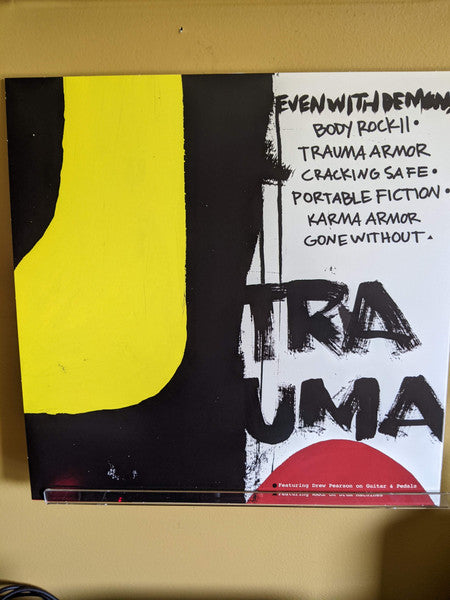 EVEN WITH DEMONS
BODY ROCK II •
TRAUMA ARMOR
CRACKING SAFE •
PORTABLE FICTION •
KARMA ARMOR
GONE WITHOUT •
TRA
UMA
● Featuring Drew Pearson on Guitar & Pedals